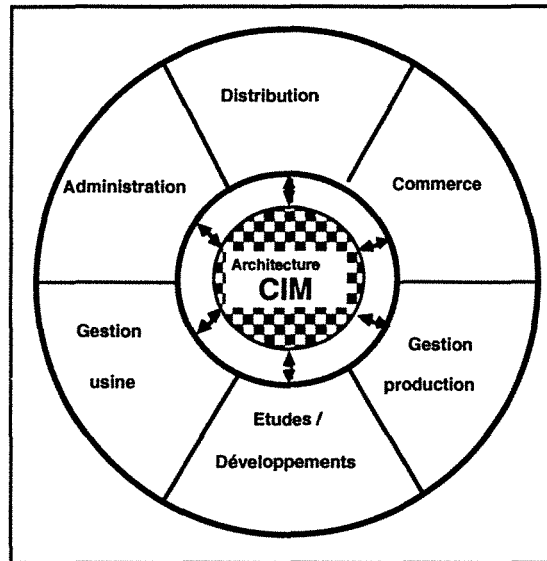 Distribution
Administration
Commerce
Architecture
CIM
Gestion
usine
Gestion
production
Etudes /
Développements